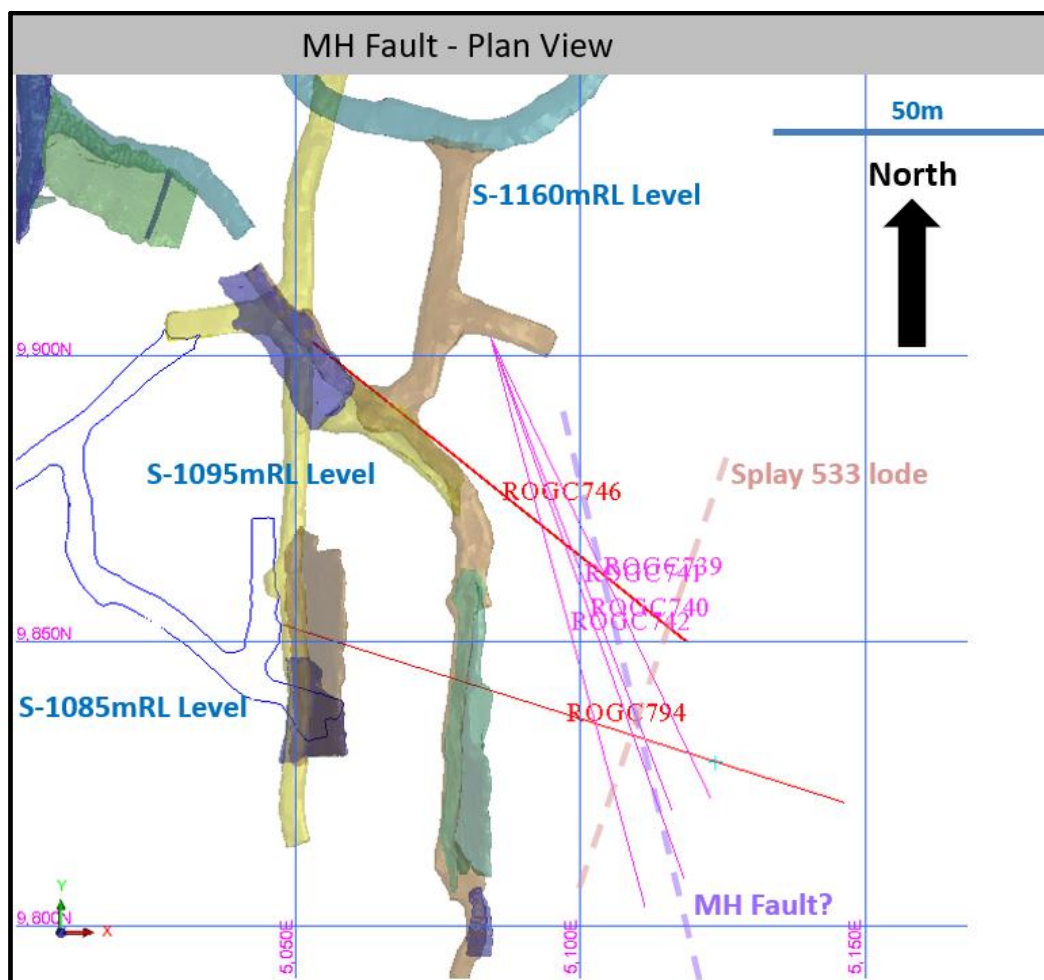 MH Fault - Plan View
50m
North
S-1160mRL Level
9,900N
S-1095mRL Level
Splay 533 lode
ROGC746
ROGC739
ROGC741
ROGC740
ROGC742
9,850N
S-1085mRL Level
ROGC794
MH Fault?
Y
X
9,800N
5,050E
5,100E
5,150E